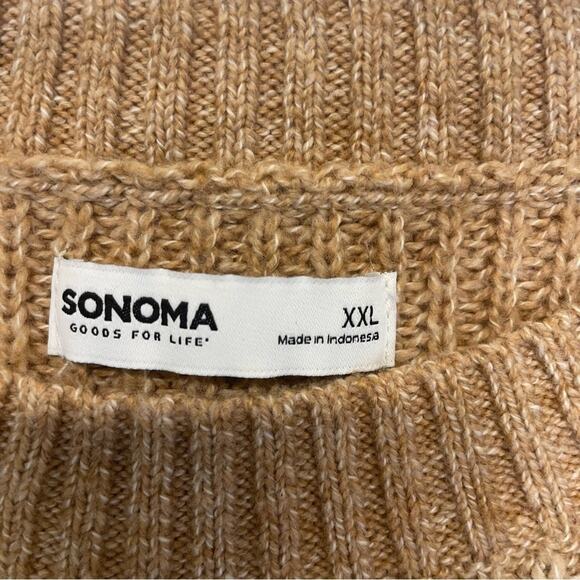 SONOMA
GOODS FOR LIFE®
XXL
Made in Indonesia